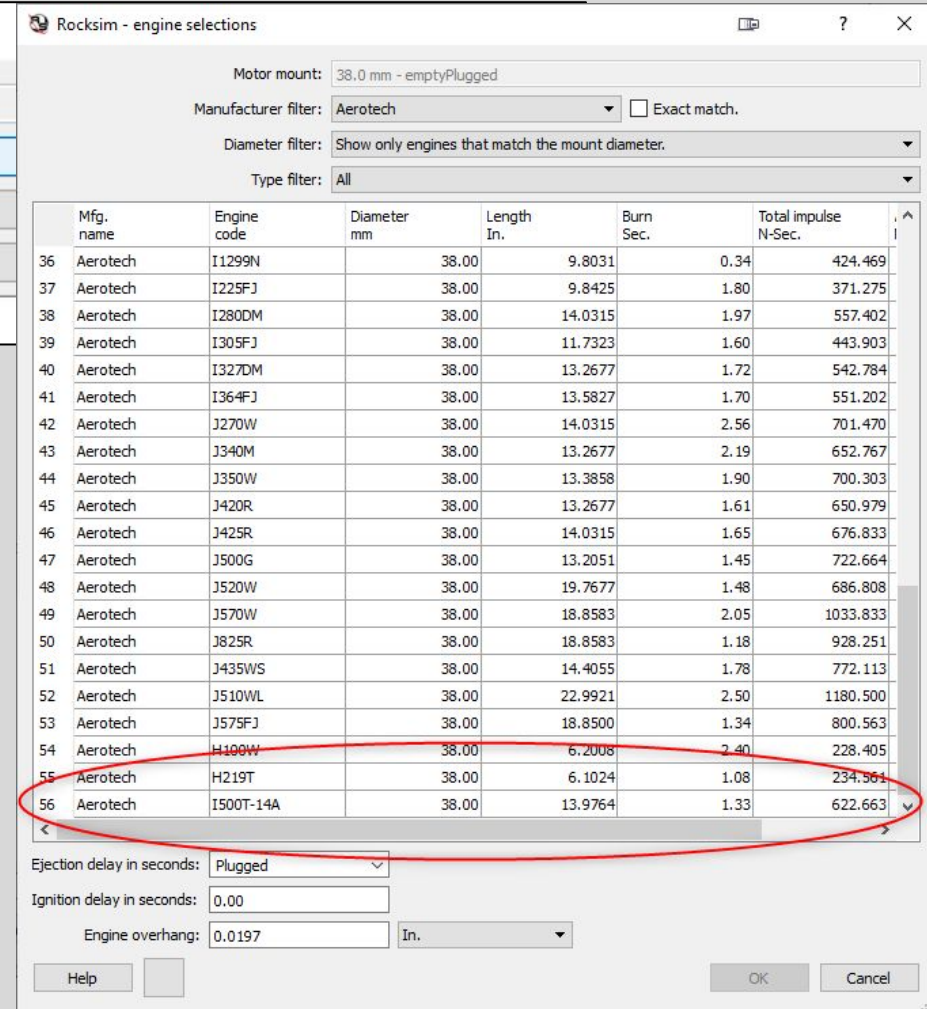 Rocksim - engine selections ? X
Motor mount: 38.0 mm - emptyPlugged
Manufacturer filter: Aerotech Exact match.
Diameter filter: Show only engines that match the mount diameter.
Type filter: All
Mfg. name Engine code Diameter mm Length In. Burn Sec. Total impulse N-Sec.
36 Aerotech I1299N 38.00 9.8031 0.34 424.469
37 Aerotech I225FJ 38.00 9.8425 1.80 371.275
38 Aerotech I280DM 38.00 14.0315 1.97 557.402
39 Aerotech I305FJ 38.00 11.7323 1.60 443.903
40 Aerotech I327DM 38.00 13.2677 1.72 542.784
41 Aerotech I364FJ 38.00 13.5827 1.70 551.202
42 Aerotech J270W 38.00 14.0315 2.56 701.470
43 Aerotech J340M 38.00 13.2677 2.19 652.767
44 Aerotech J350W 38.00 13.3858 1.90 700.303
45 Aerotech J420R 38.00 13.2677 1.61 650.979
46 Aerotech J425R 38.00 14.0315 1.65 676.833
47 Aerotech J500G 38.00 13.2051 1.45 722.664
48 Aerotech J520W 38.00 19.7677 1.48 686.808
49 Aerotech J570W 38.00 18.8583 2.05 1033.833
50 Aerotech J825R 38.00 18.8583 1.18 928.251
51 Aerotech J435WS 38.00 14.4055 1.78 772.113
52 Aerotech J510WL 38.00 22.9921 2.50 1180.500
53 Aerotech J575FJ 38.00 18.8500 1.34 800.563
54 Aerotech H100W 38.00 6.2008 2.40 228.405
55 Aerotech H219T 38.00 6.1024 1.08 234.561
56 Aerotech I500T-14A 38.00 13.9764 1.33 622.663
Ejection delay in seconds: Plugged
Ignition delay in seconds: 0.00
Engine overhang: 0.0197 In.
Help OK Cancel